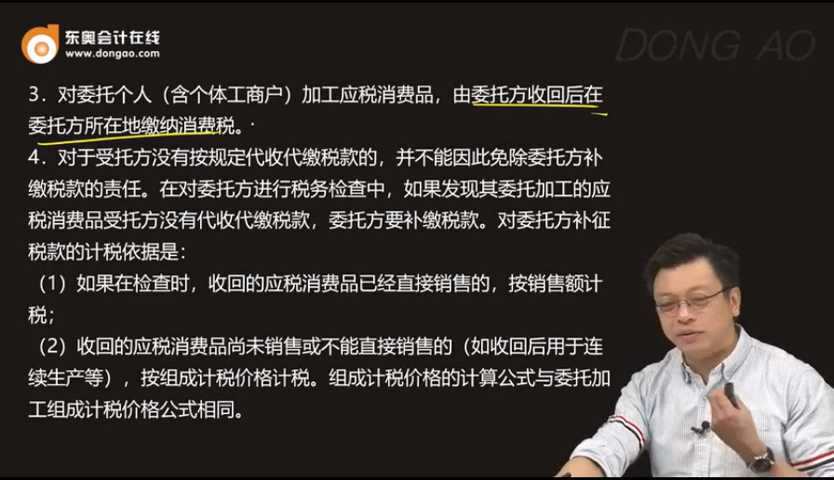 东奥会计在线
www.dongao.com
DONG AO
3．对委托个人（含个体工商户）加工应税消费品，由委托方收回后在
委托方所在地缴纳消费税。
4．对于受托方没有按规定代收代缴税款的，并不能因此免除委托方补
缴税款的责任。在对委托方进行税务检查中，如果发现其委托加工的应
税消费品受托方没有代收代缴税款，委托方要补缴税款。对委托方补征
税款的计税依据是：
（1）如果在检查时，收回的应税消费品已经直接销售的，按销售额计
税；
（2）收回的应税消费品尚未销售或不能直接销售的（如收回后用于连
续生产等），按组成计税价格计税。组成计税价格的计算公式与委托加
工组成计税价格公式相同。